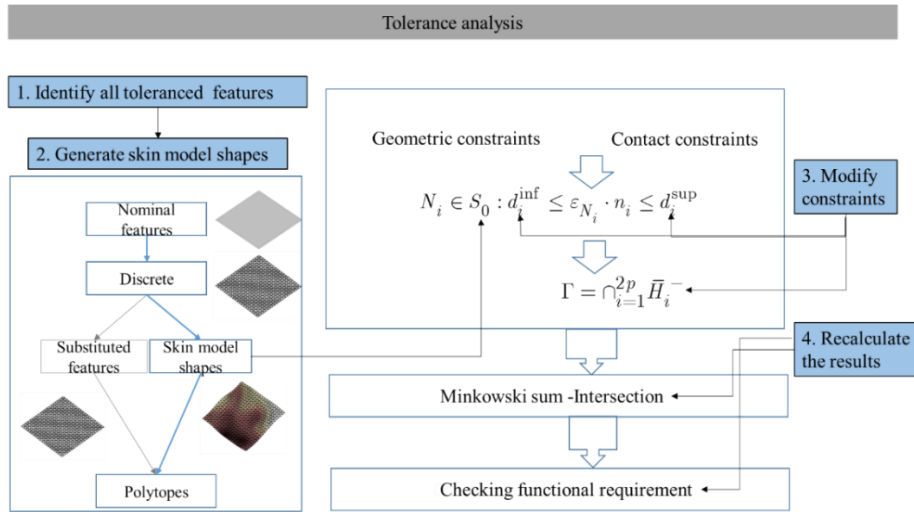 Tolerance analysis
1. Identify all toleranced features
2. Generate skin model shapes
Nominal
features
Discrete
Substituted
features
Skin model
shapes
Polytopes
Geometric constraints
Contact constraints
N_i ∈ S_0 : d_i^inf ≤ ε_{N_i} · n_i ≤ d_i^sup
Γ = ∩_{i=1}^{2p} H̄_i^-
3. Modify
constraints
4. Recalculate
the results
Minkowski sum -Intersection
Checking functional requirement